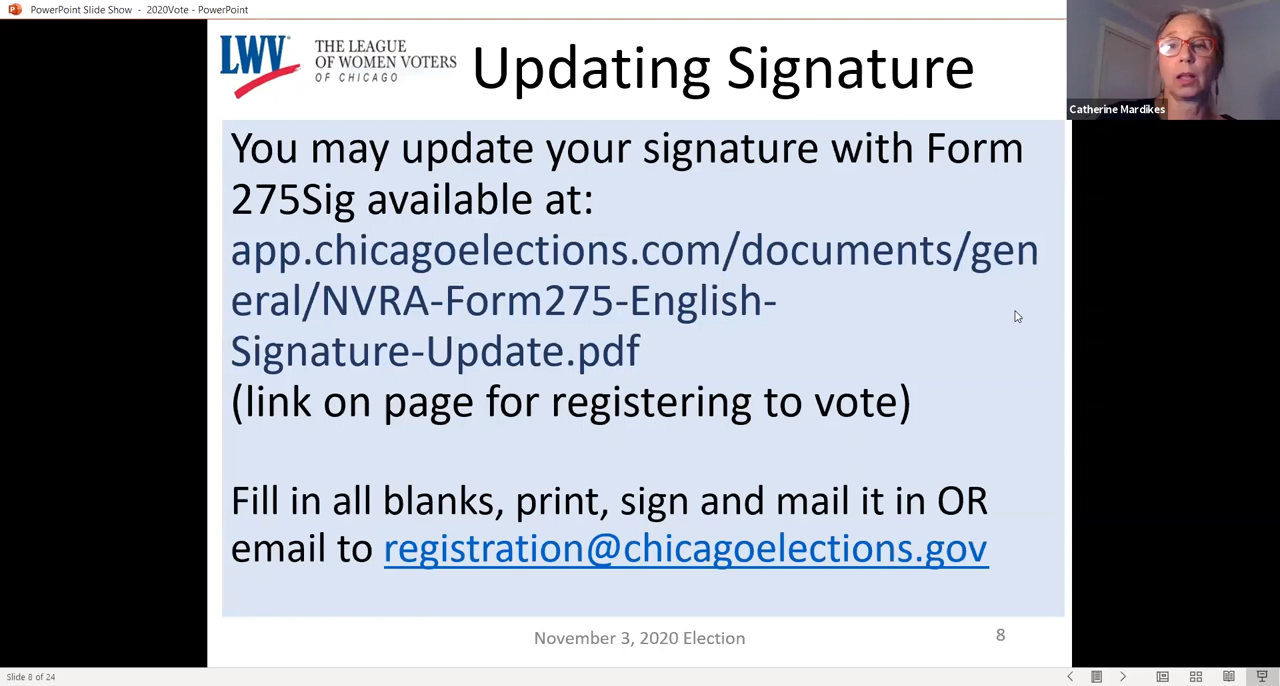 PowerPoint Slide Show - 2020Vote - PowerPoint
LWV
THE LEAGUE
OF WOMEN VOTERS
OF CHICAGO
Updating Signature
Catherine Mardikes
You may update your signature with Form
275Sig available at:
app.chicagoelections.com/documents/gen
eral/NVRA-Form275-English-
Signature-Update.pdf
(link on page for registering to vote)
Fill in all blanks, print, sign and mail it in OR
email to registration@chicagoelections.gov
November 3, 2020 Election
8
Slide 8 of 24